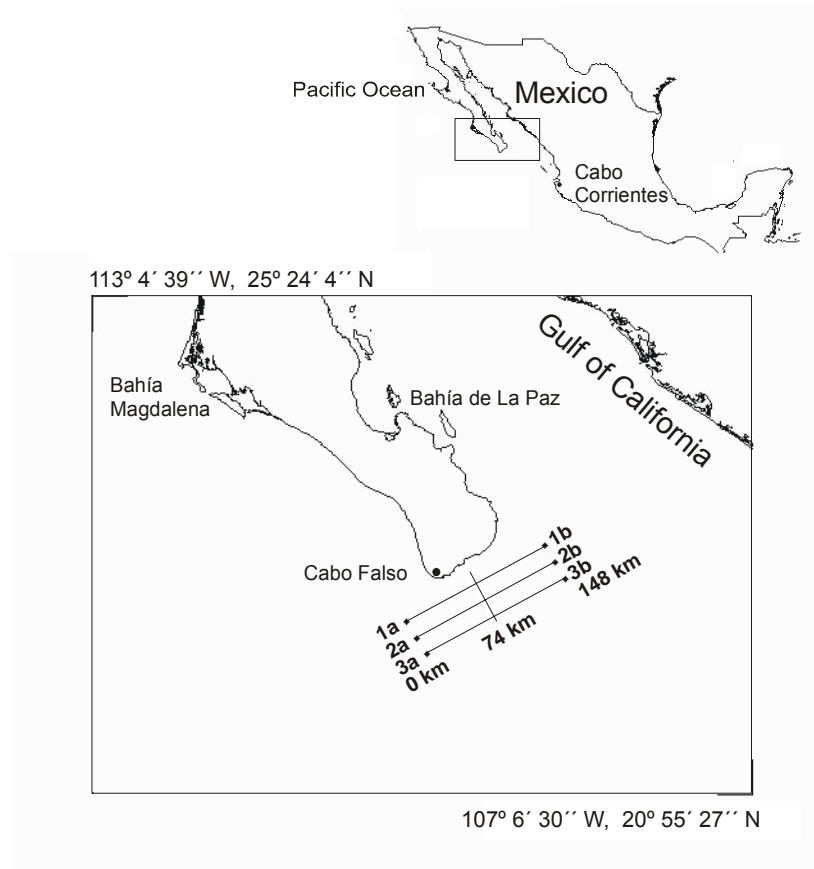 Pacific Ocean
Mexico
Cabo
Corrientes
113º 4´ 39´´ W, 25º 24´ 4´´ N
Gulf of California
Bahía
Magdalena
Bahía de La Paz
Cabo Falso
1b
2b
3b
148 km
1a
2a
3a
0 km
74 km
107º 6´ 30´´ W, 20º 55´ 27´´ N